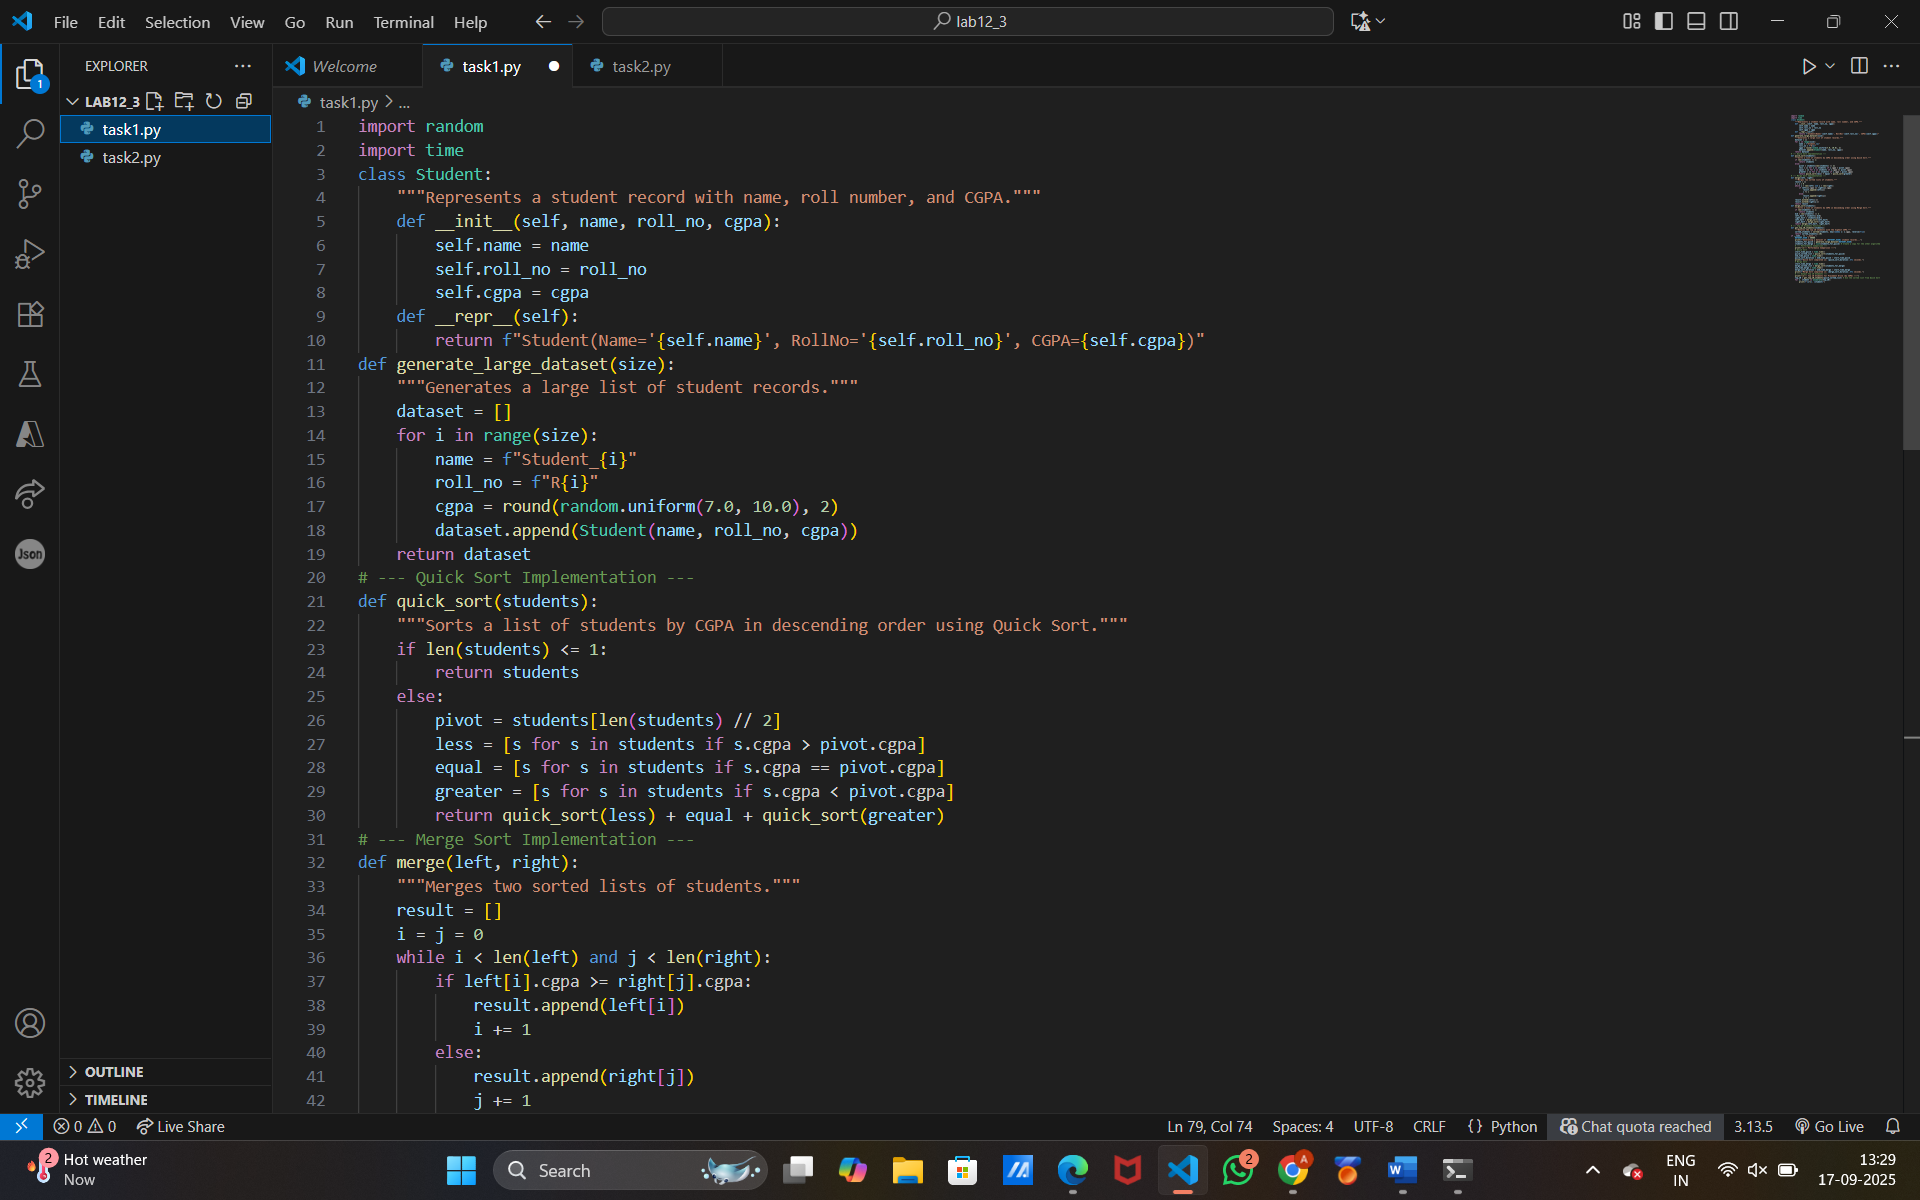 File Edit Selection View Go Run Terminal Help
lab12_3
EXPLORER
LAB12_3
task1.py
task2.py
OUTLINE
TIMELINE
Welcome
task1.py
task2.py
task1.py > ...
1 import random
2 import time
3 class Student:
4     """Represents a student record with name, roll number, and CGPA."""
5     def __init__(self, name, roll_no, cgpa):
6         self.name = name
7         self.roll_no = roll_no
8         self.cgpa = cgpa
9     def __repr__(self):
10         return f"Student(Name='{self.name}', RollNo='{self.roll_no}', CGPA={self.cgpa})"
11 def generate_large_dataset(size):
12     """Generates a large list of student records."""
13     dataset = []
14     for i in range(size):
15         name = f"Student_{i}"
16         roll_no = f"R{i}"
17         cgpa = round(random.uniform(7.0, 10.0), 2)
18         dataset.append(Student(name, roll_no, cgpa))
19     return dataset
20 # --- Quick Sort Implementation ---
21 def quick_sort(students):
22     """Sorts a list of students by CGPA in descending order using Quick Sort."""
23     if len(students) <= 1:
24         return students
25     else:
26         pivot = students[len(students) // 2]
27         less = [s for s in students if s.cgpa > pivot.cgpa]
28         equal = [s for s in students if s.cgpa == pivot.cgpa]
29         greater = [s for s in students if s.cgpa < pivot.cgpa]
30         return quick_sort(less) + equal + quick_sort(greater)
31 # --- Merge Sort Implementation ---
32 def merge(left, right):
33     """Merges two sorted lists of students."""
34     result = []
35     i = j = 0
36     while i < len(left) and j < len(right):
37         if left[i].cgpa >= right[j].cgpa:
38             result.append(left[i])
39             i += 1
40         else:
41             result.append(right[j])
42             j += 1
1
Json
0 0 Live Share
Ln 79, Col 74 Spaces: 4 UTF-8 CRLF {} Python Chat quota reached 3.13.5 Go Live
2
Hot weather
Now
Search
2
A
ENG
IN
13:29
17-09-2025